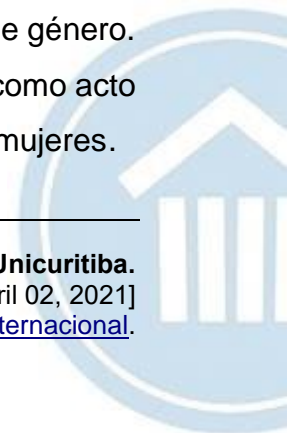 e género.
como acto
mujeres.
Unicuritiba.
ril 02, 2021]
ternacional.